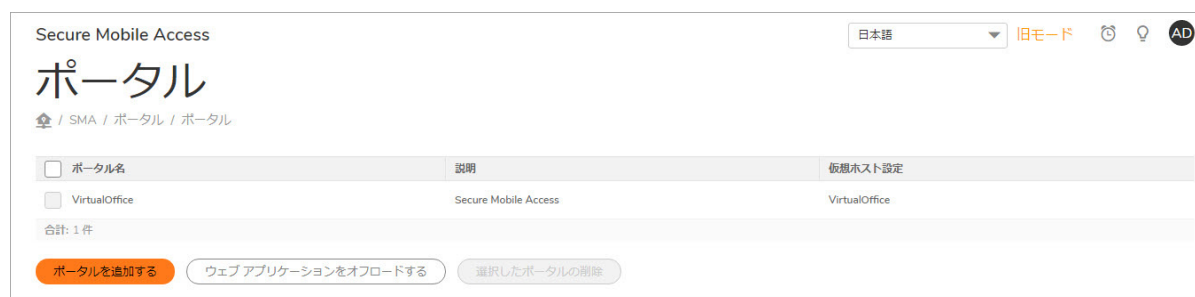 Secure Mobile Access
日本語
旧モード
AD
ポータル
/ SMA / ポータル / ポータル
ポータル名 説明 仮想ホスト設定
VirtualOffice Secure Mobile Access VirtualOffice
合計: 1 件
ポータルを追加する ウェブ アプリケーションをオフロードする 選択したポータルの削除